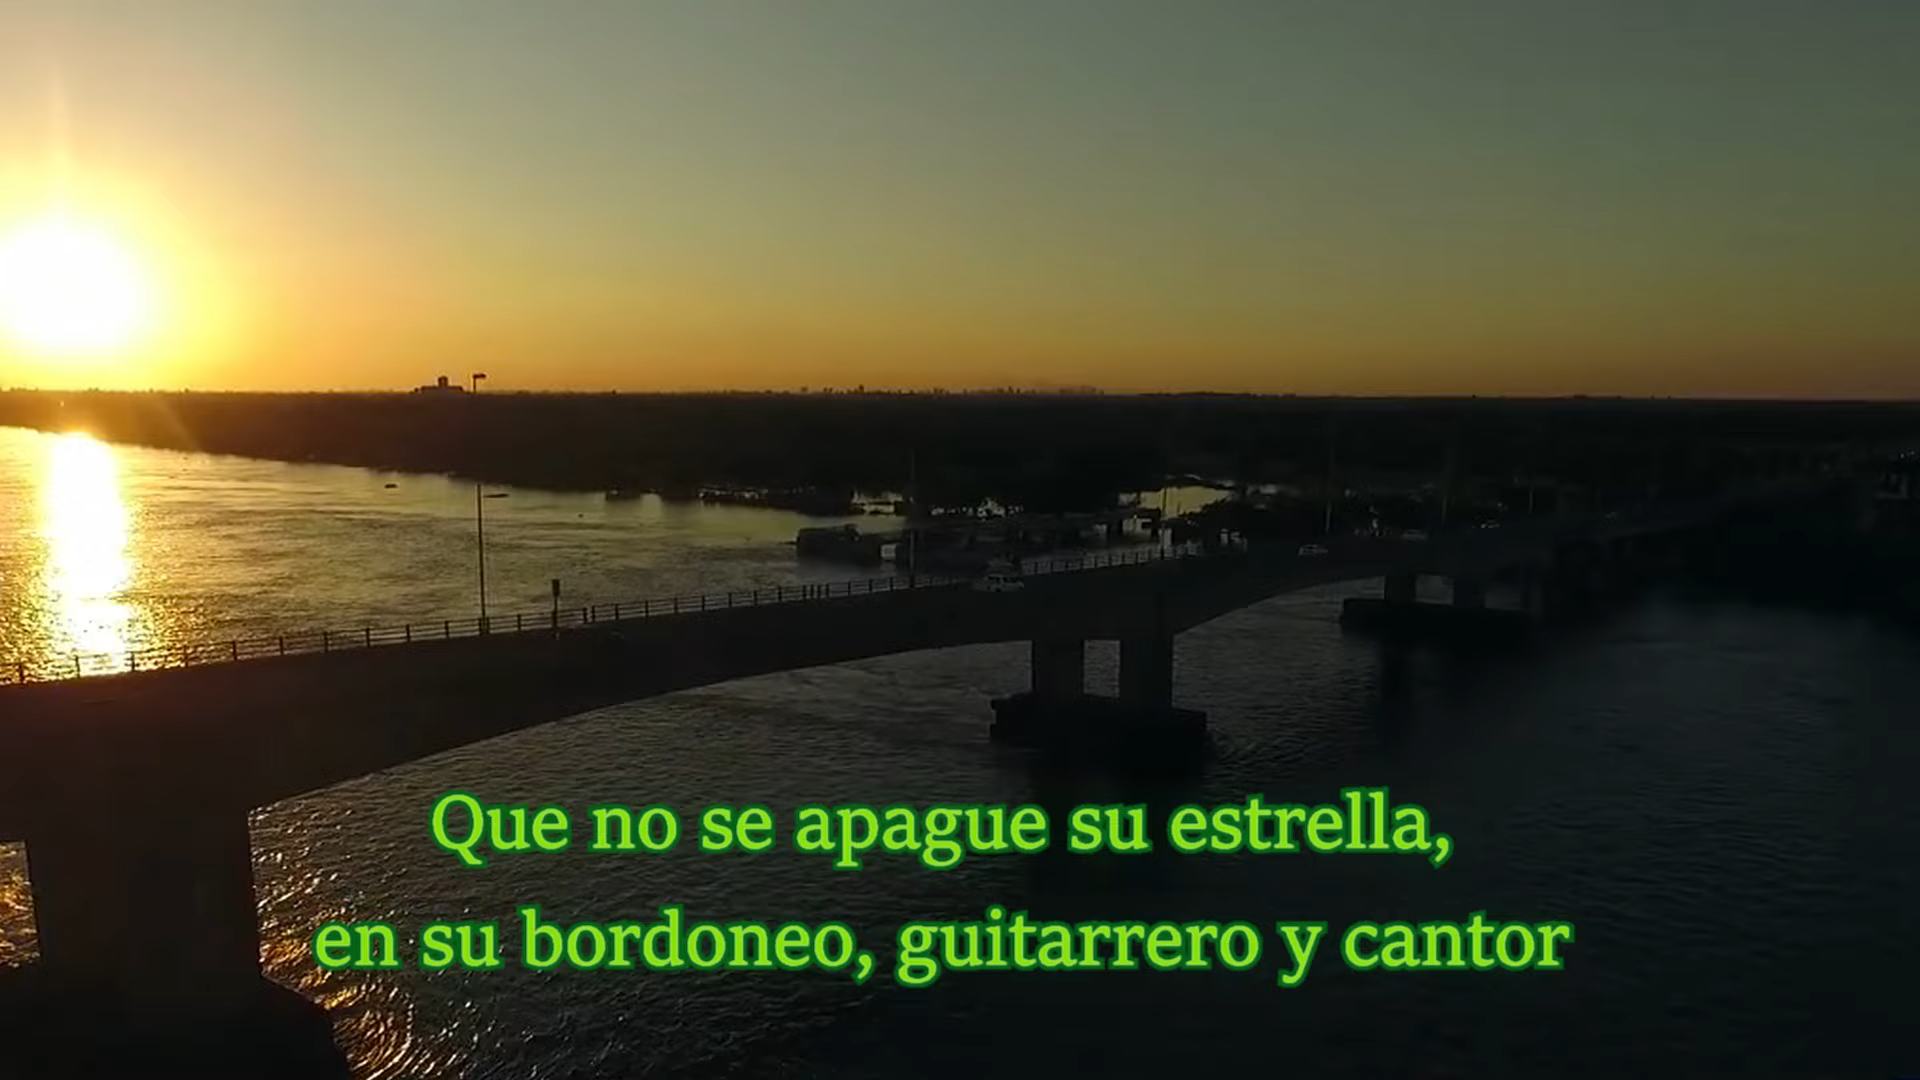 Que no se apague su estrella,
en su bordoneo, guitarrero y cantor